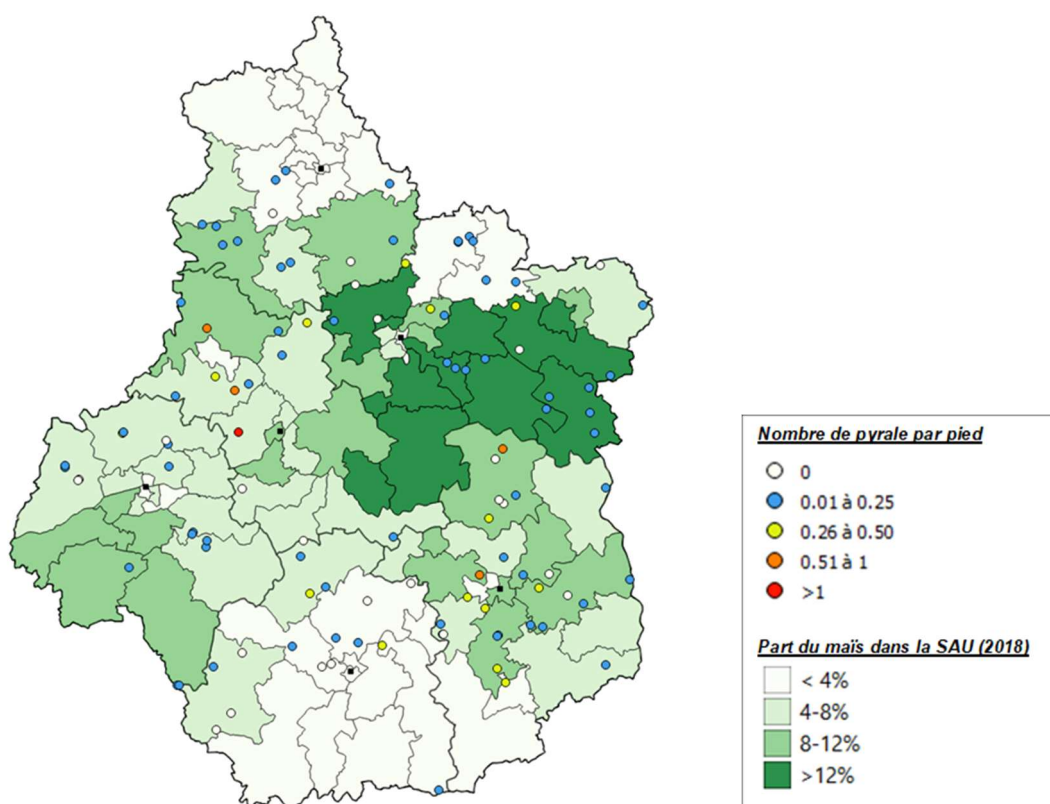 Nombre de pyrale par pied
0
0.01 à 0.25
0.26 à 0.50
0.51 à 1
>1
Part du maïs dans la SAU (2018)
< 4%
4-8%
8-12%
>12%